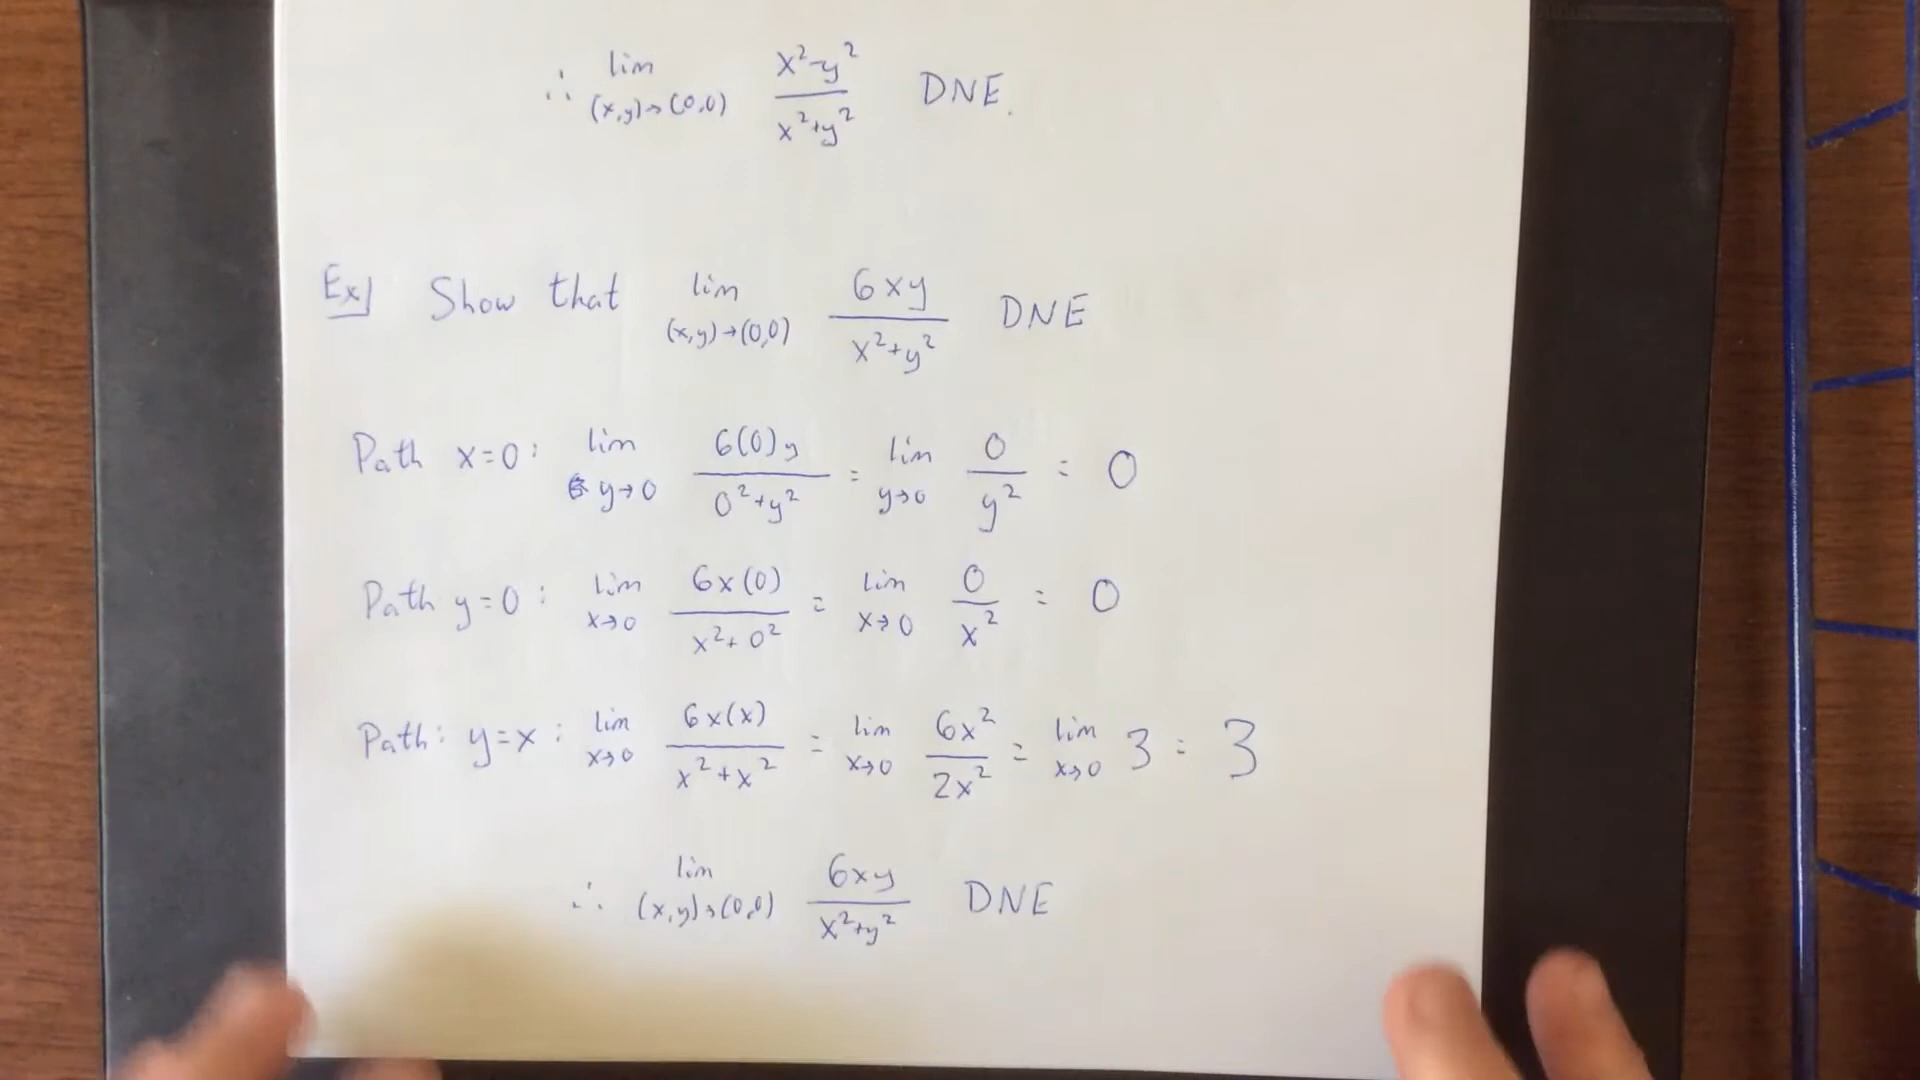 ∴ lim (x,y)→(0,0) x²-y² / x²+y² DNE.
Ex] Show that lim (x,y)→(0,0) 6xy / x²+y² DNE
Path x=0: lim y→0 6(0)y / 0²+y² = lim y→0 0 / y² = 0
Path y=0: lim x→0 6x(0) / x²+0² = lim x→0 0 / x² = 0
Path: y=x: lim x→0 6x(x) / x²+x² = lim x→0 6x² / 2x² = lim x→0 3 = 3
∴ lim (x,y)→(0,0) 6xy / x²+y² DNE